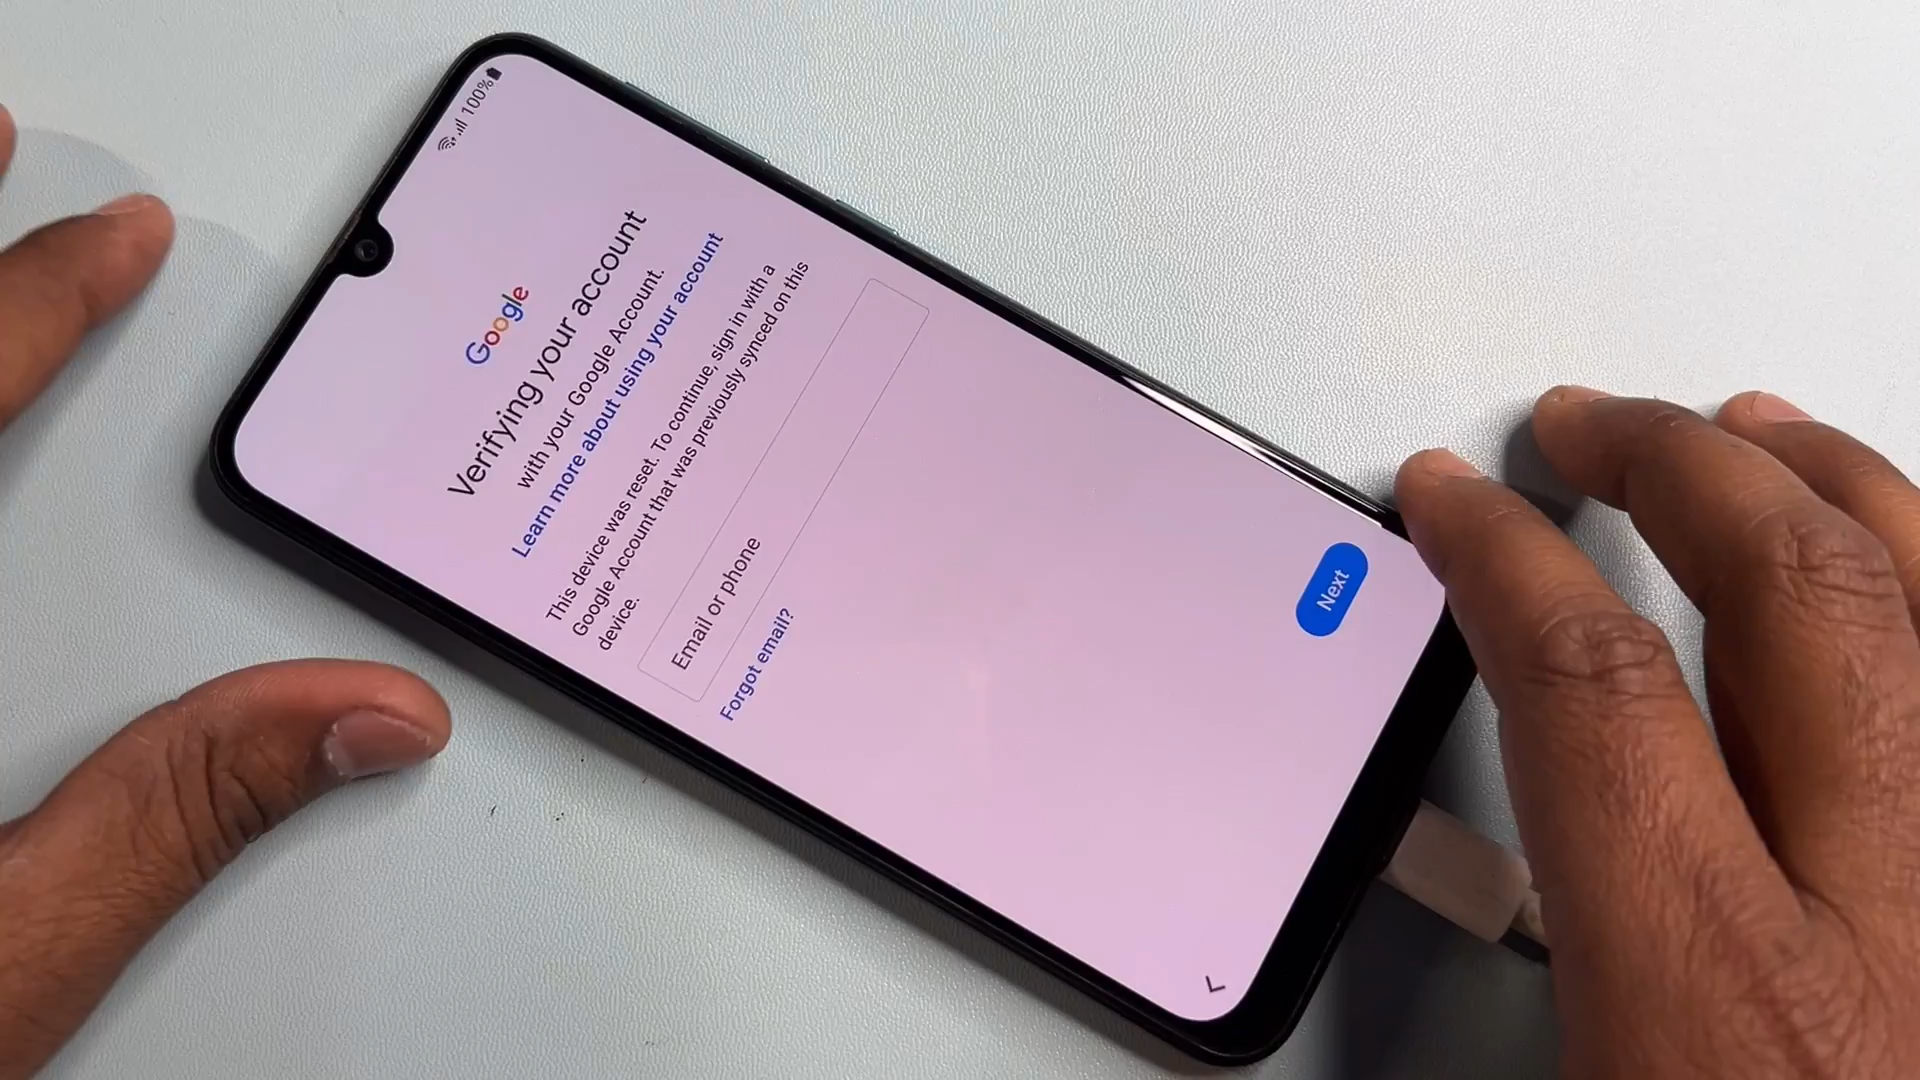 100%
Google
Verifying your account
with your Google Account.
Learn more about using your account
This device was reset. To continue, sign in with a
Google Account that was previously synced on this
device.
Email or phone
Forgot email?
Next